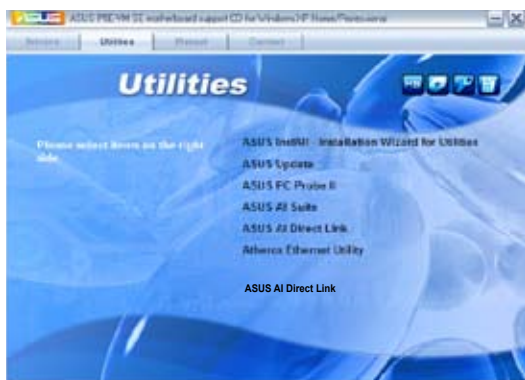 ASUS P5E-VM SE motherboard support CD for Windows XP Home/Professional
Drivers Utilities Manual Contact
Utilities
Please select items on the right
side.
ASUS InstAll - Installation Wizard for Utilities
ASUS Update
ASUS PC Probe II
ASUS AI Suite
ASUS AI Direct Link
Atheros Ethernet Utility
ASUS AI Direct Link